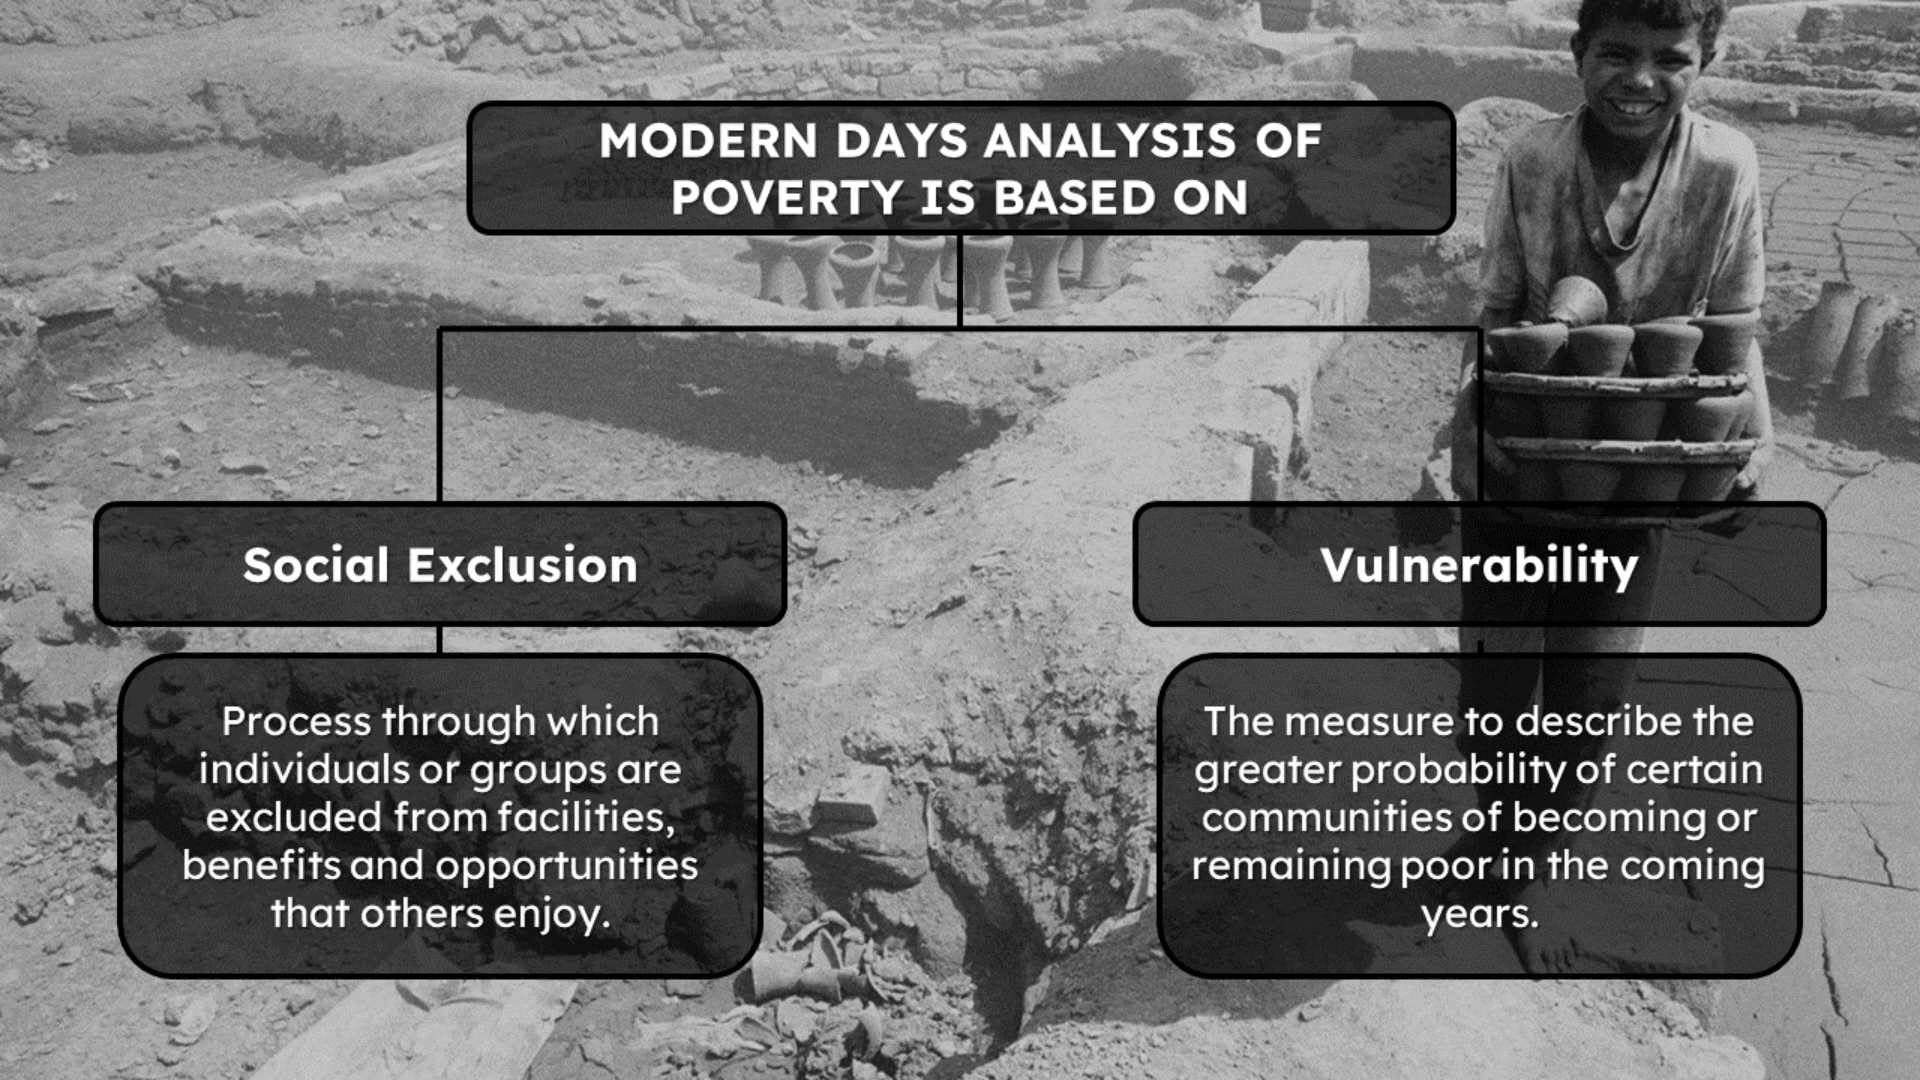 MODERN DAYS ANALYSIS OF
POVERTY IS BASED ON
Social Exclusion
Process through which
individuals or groups are
excluded from facilities,
benefits and opportunities
that others enjoy.
Vulnerability
The measure to describe the
greater probability of certain
communities of becoming or
remaining poor in the coming
years.